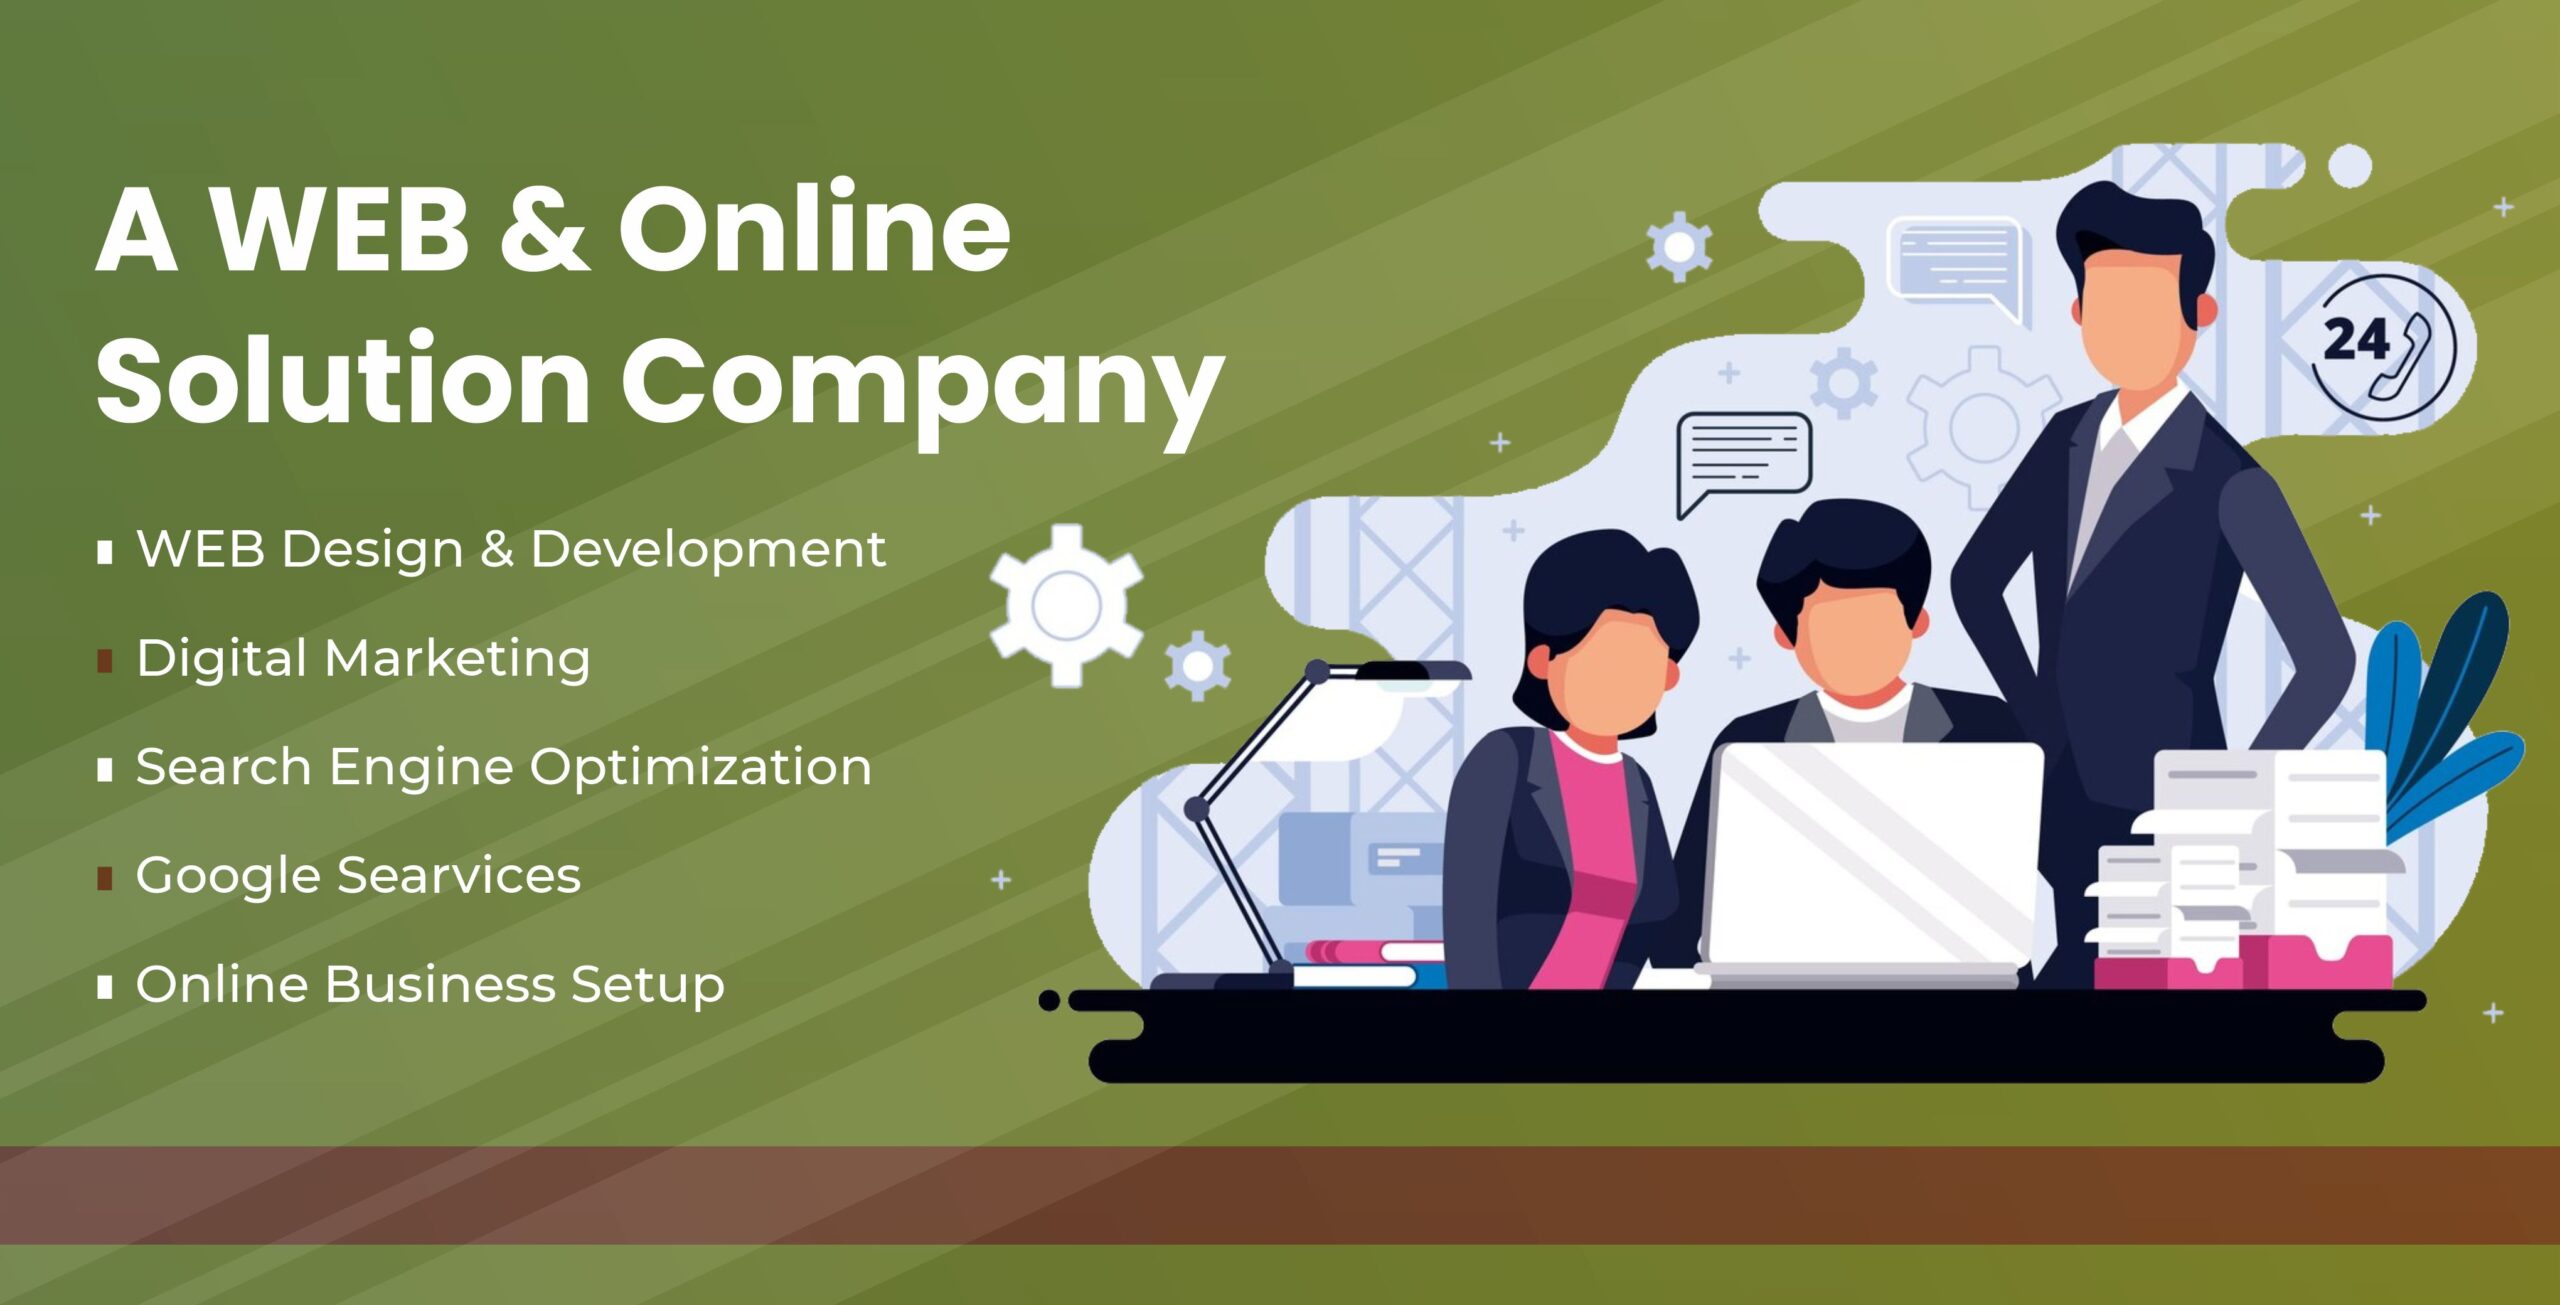 A WEB & Online
Solution Company
WEB Design & Development
Digital Marketing
Search Engine Optimization
Google Searvices
Online Business Setup
24